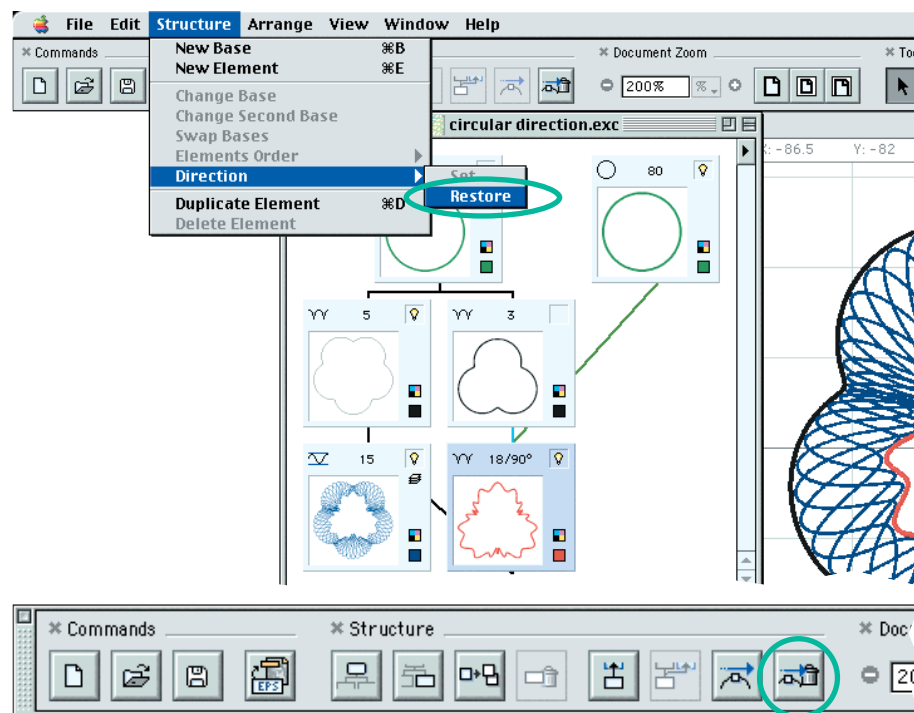 File Edit Structure Arrange View Window Help
Commands
Document Zoom
To
New Base ⌘B
New Element ⌘E
Change Base
Change Second Base
Swap Bases
Elements Order
Direction
Duplicate Element ⌘D
Delete Element
Set
Restore
200% %
circular direction.exc
X: -86.5 Y: -82
80
5
3
15
18/90°
Commands
Structure
Doc
EPS
20